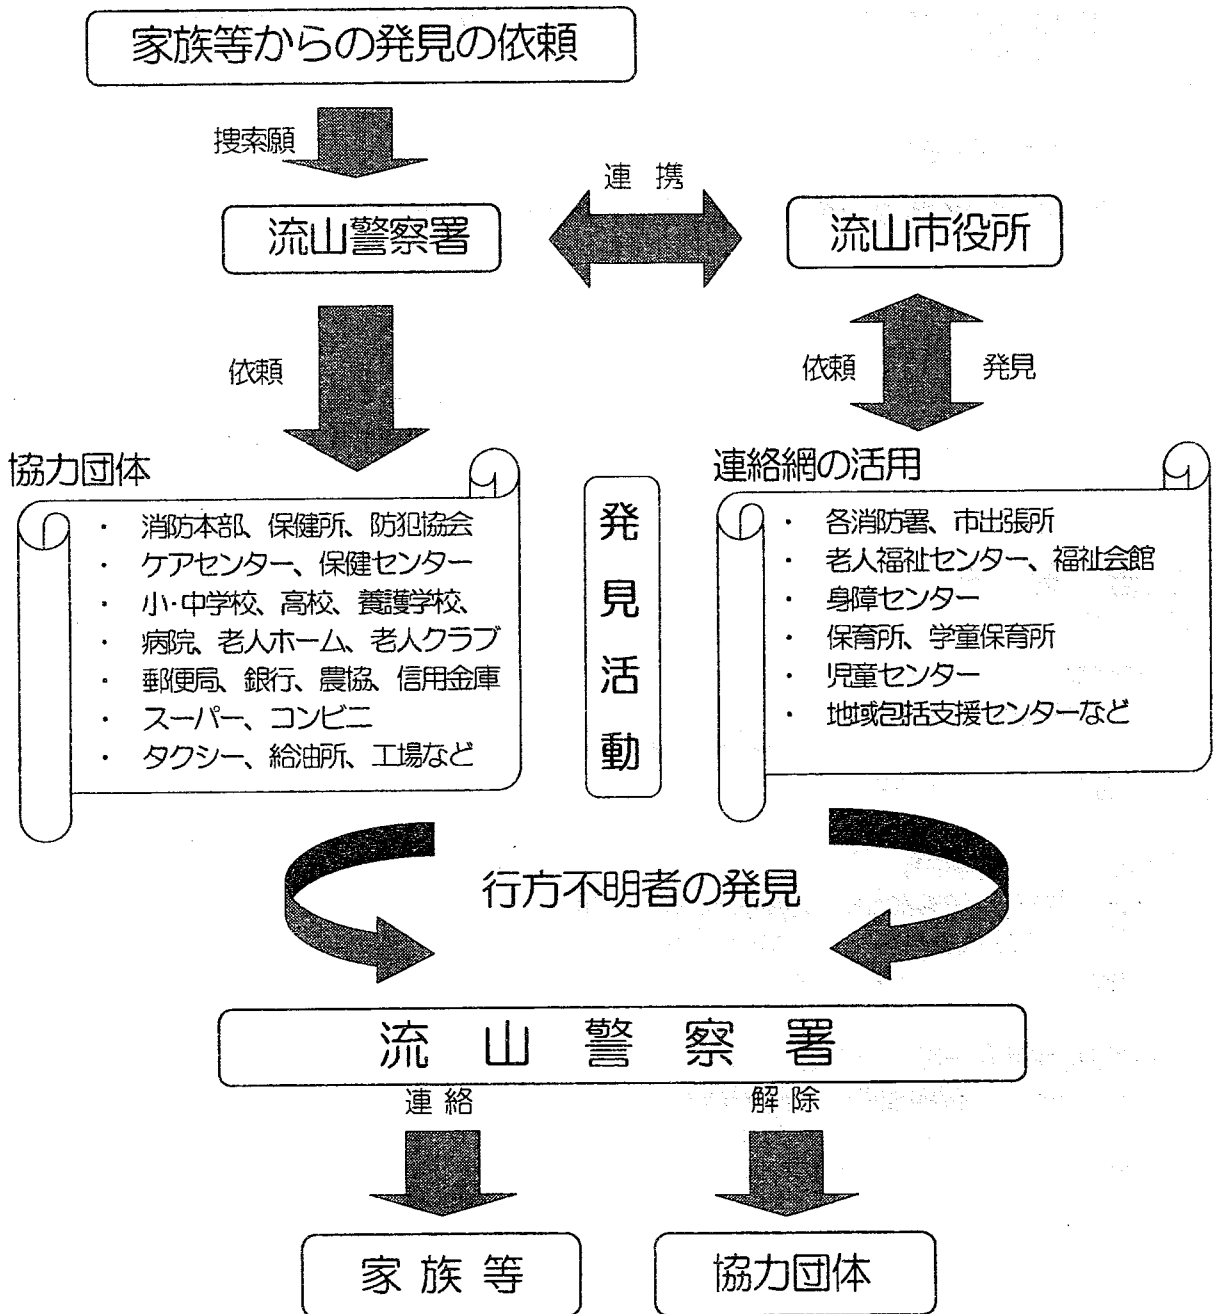 家族等からの発見の依頼
捜索願
連 携
流山警察署
流山市役所
依頼
依頼
発見
協力団体
・ 消防本部、保健所、防犯協会
・ ケアセンター、保健センター
・ 小・中学校、高校、養護学校、
・ 病院、老人ホーム、老人クラブ
・ 郵便局、銀行、農協、信用金庫
・ スーパー、コンビニ
・ タクシー、給油所、工場など
発見活動
連絡網の活用
・ 各消防署、市出張所
・ 老人福祉センター、福祉会館
・ 身障センター
・ 保育所、学童保育所
・ 児童センター
・ 地域包括支援センターなど
行方不明者の発見
流 山 警 察 署
連 絡
解 除
家 族 等
協力団体